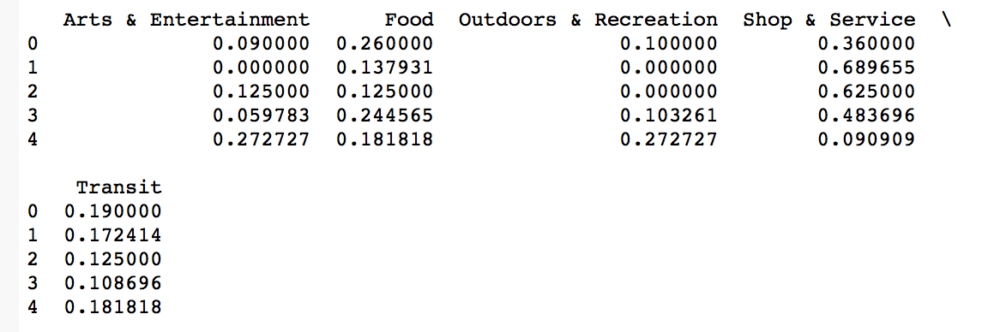 Arts & Entertainment Food Outdoors & Recreation Shop & Service \
0 0.090000 0.260000 0.100000 0.360000
1 0.000000 0.137931 0.000000 0.689655
2 0.125000 0.125000 0.000000 0.625000
3 0.059783 0.244565 0.103261 0.483696
4 0.272727 0.181818 0.272727 0.090909
Transit
0 0.190000
1 0.172414
2 0.125000
3 0.108696
4 0.181818